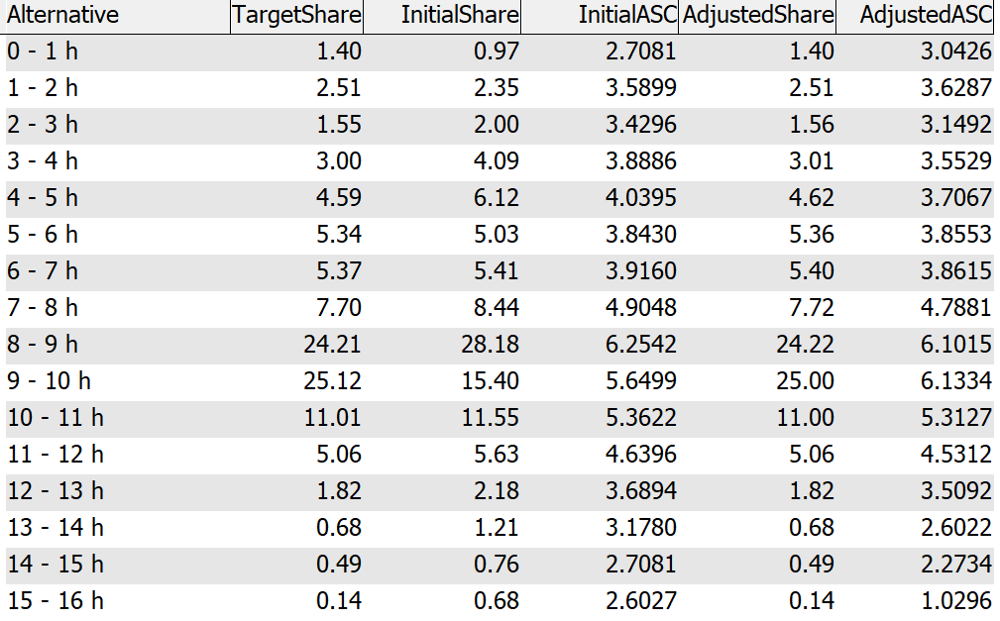 Alternative TargetShare InitialShare InitialASC AdjustedShare AdjustedASC
0 - 1 h 1.40 0.97 2.7081 1.40 3.0426
1 - 2 h 2.51 2.35 3.5899 2.51 3.6287
2 - 3 h 1.55 2.00 3.4296 1.56 3.1492
3 - 4 h 3.00 4.09 3.8886 3.01 3.5529
4 - 5 h 4.59 6.12 4.0395 4.62 3.7067
5 - 6 h 5.34 5.03 3.8430 5.36 3.8553
6 - 7 h 5.37 5.41 3.9160 5.40 3.8615
7 - 8 h 7.70 8.44 4.9048 7.72 4.7881
8 - 9 h 24.21 28.18 6.2542 24.22 6.1015
9 - 10 h 25.12 15.40 5.6499 25.00 6.1334
10 - 11 h 11.01 11.55 5.3622 11.00 5.3127
11 - 12 h 5.06 5.63 4.6396 5.06 4.5312
12 - 13 h 1.82 2.18 3.6894 1.82 3.5092
13 - 14 h 0.68 1.21 3.1780 0.68 2.6022
14 - 15 h 0.49 0.76 2.7081 0.49 2.2734
15 - 16 h 0.14 0.68 2.6027 0.14 1.0296